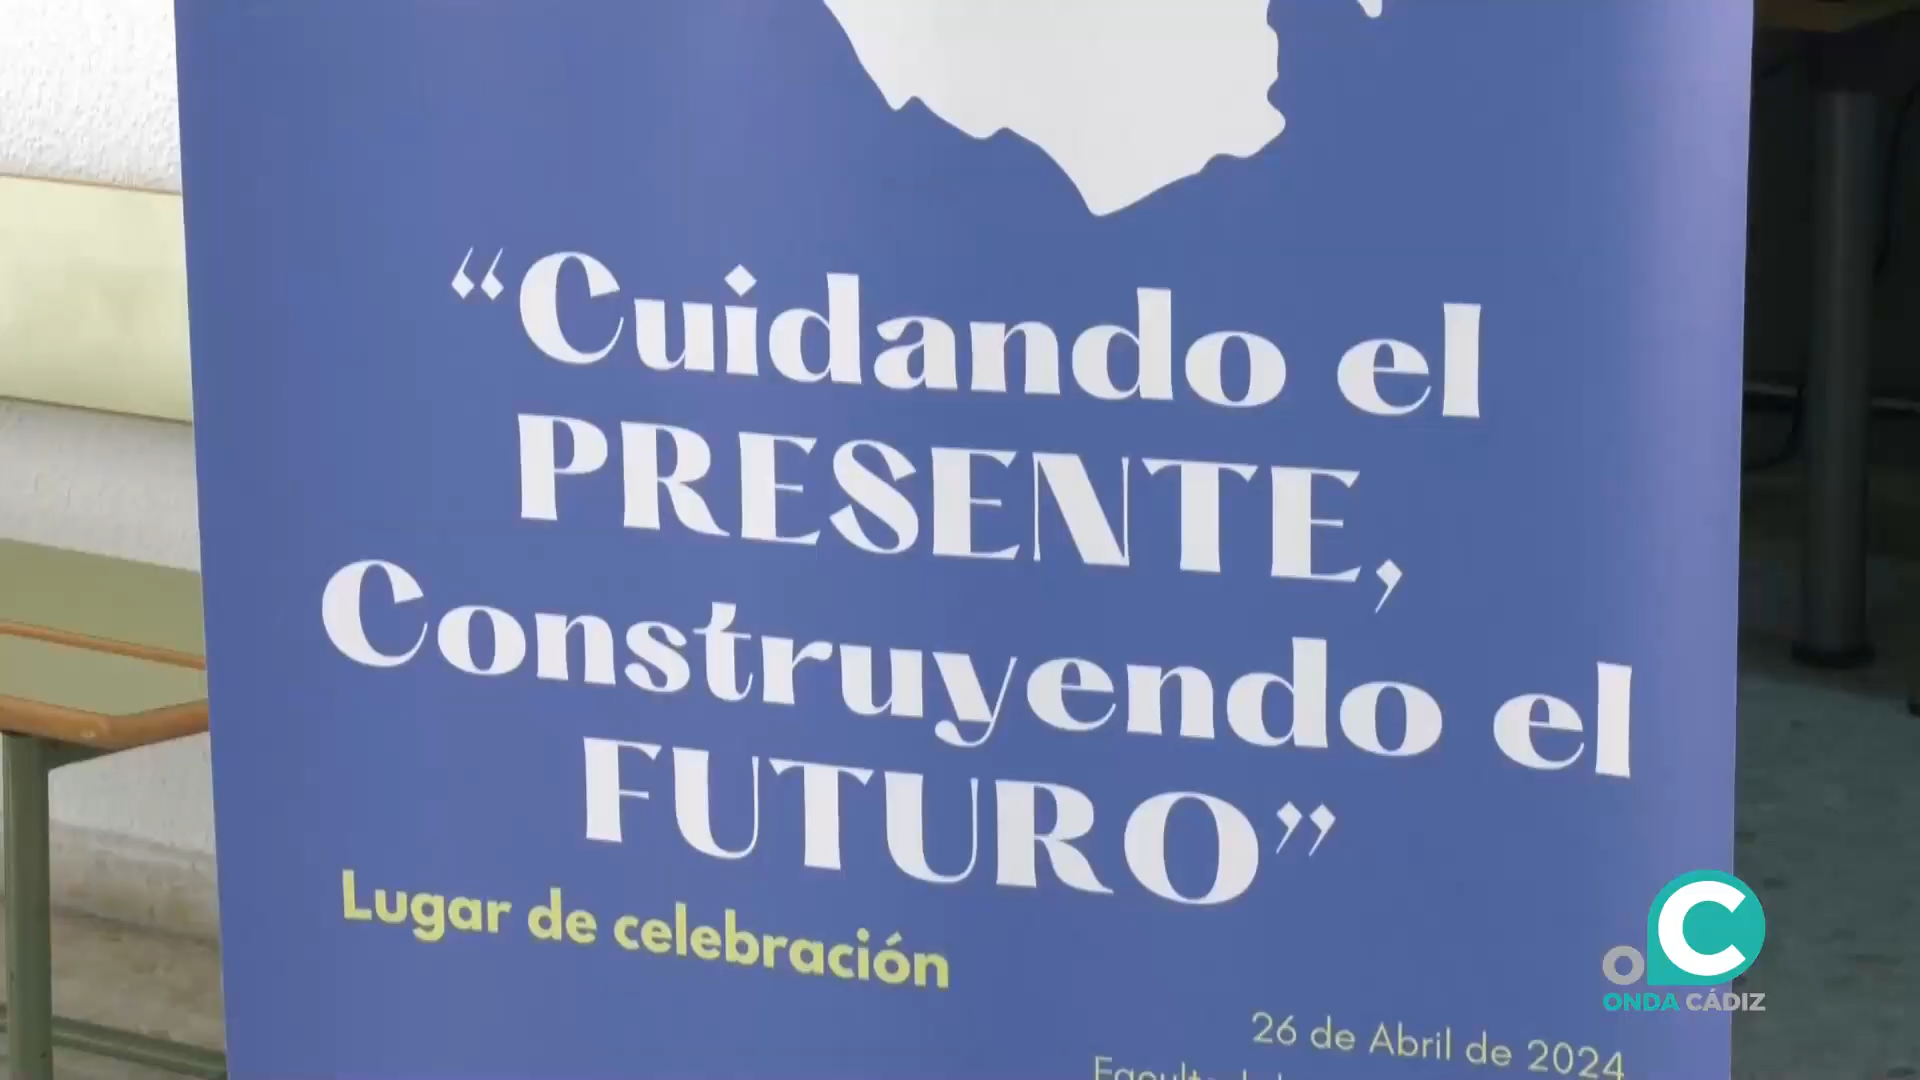 “Cuidando el
PRESENTE,
Construyendo el
FUTURO”
Lugar de celebración
26 de Abril de 2024
ONDA CÁDIZ